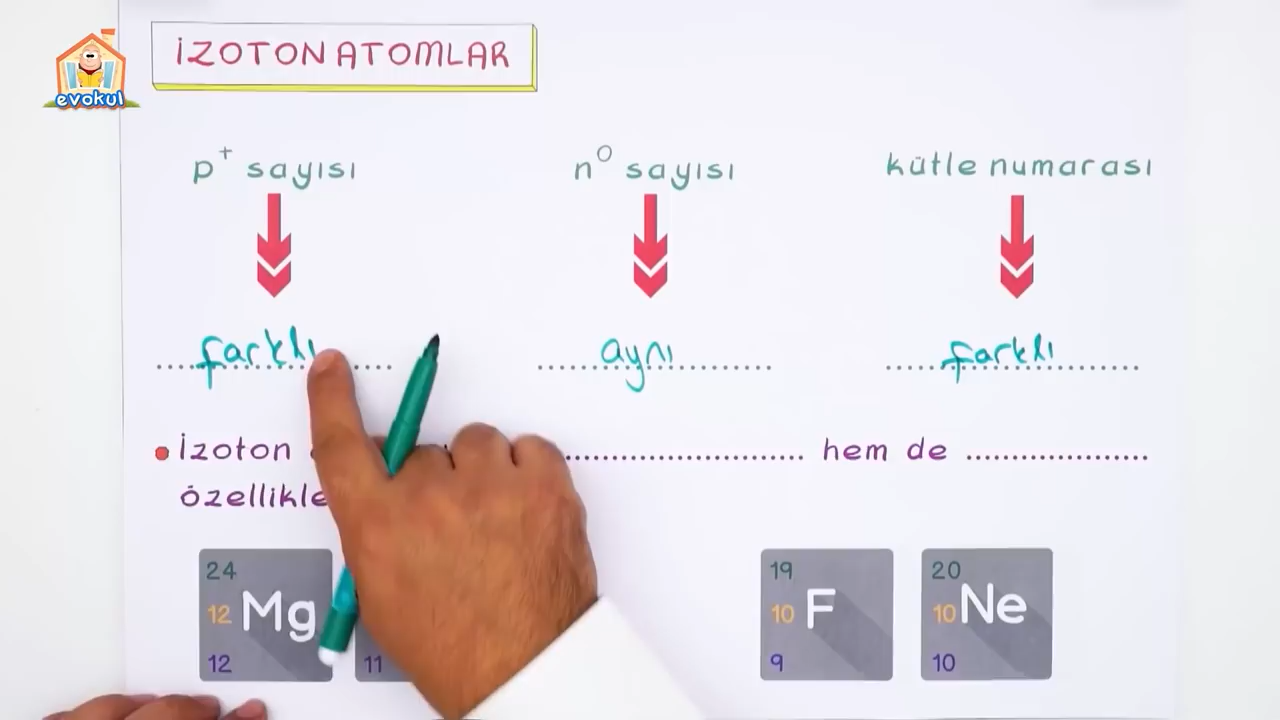 evokul
İZOTON ATOMLAR
p⁺ sayısı n⁰ sayısı kütle numarası
farklı aynı farklı
İzoton .................... hem de ...................
özellikle
24 19 20
12 Mg 10 F 10 Ne
12 11 9 10